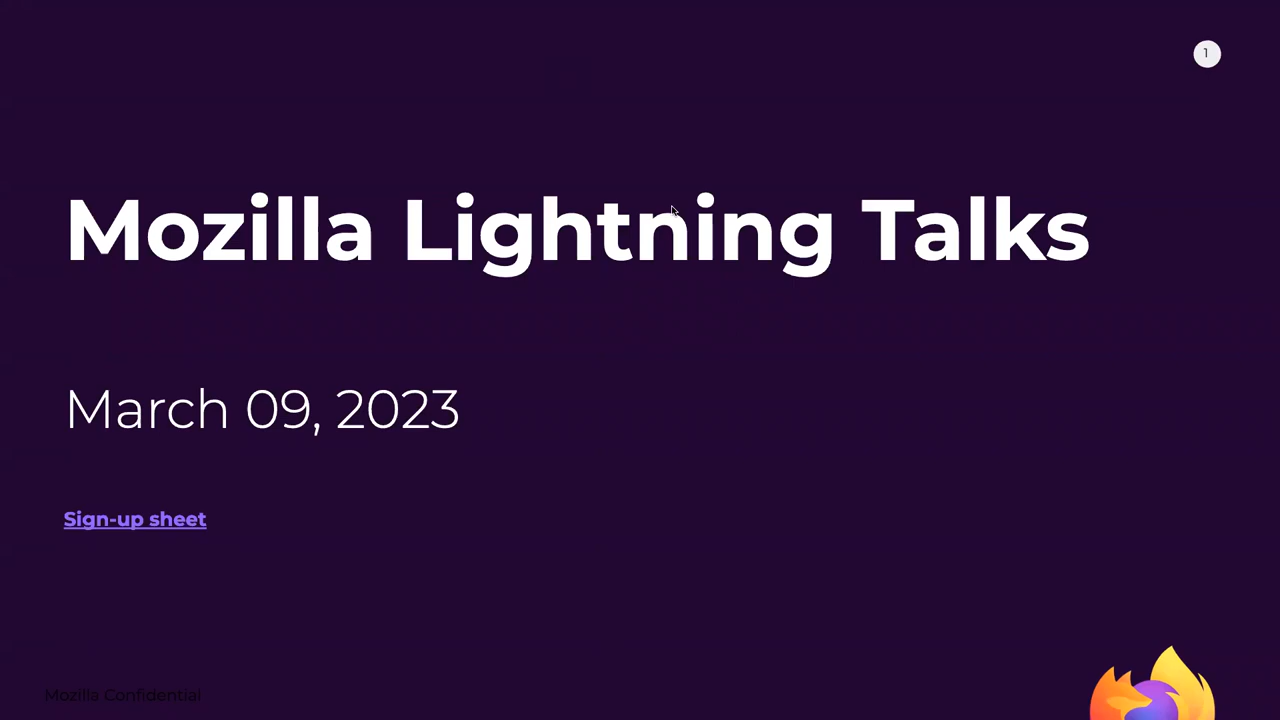 1
Mozilla Lightning Talks
March 09, 2023
Sign-up sheet
Mozilla Confidential